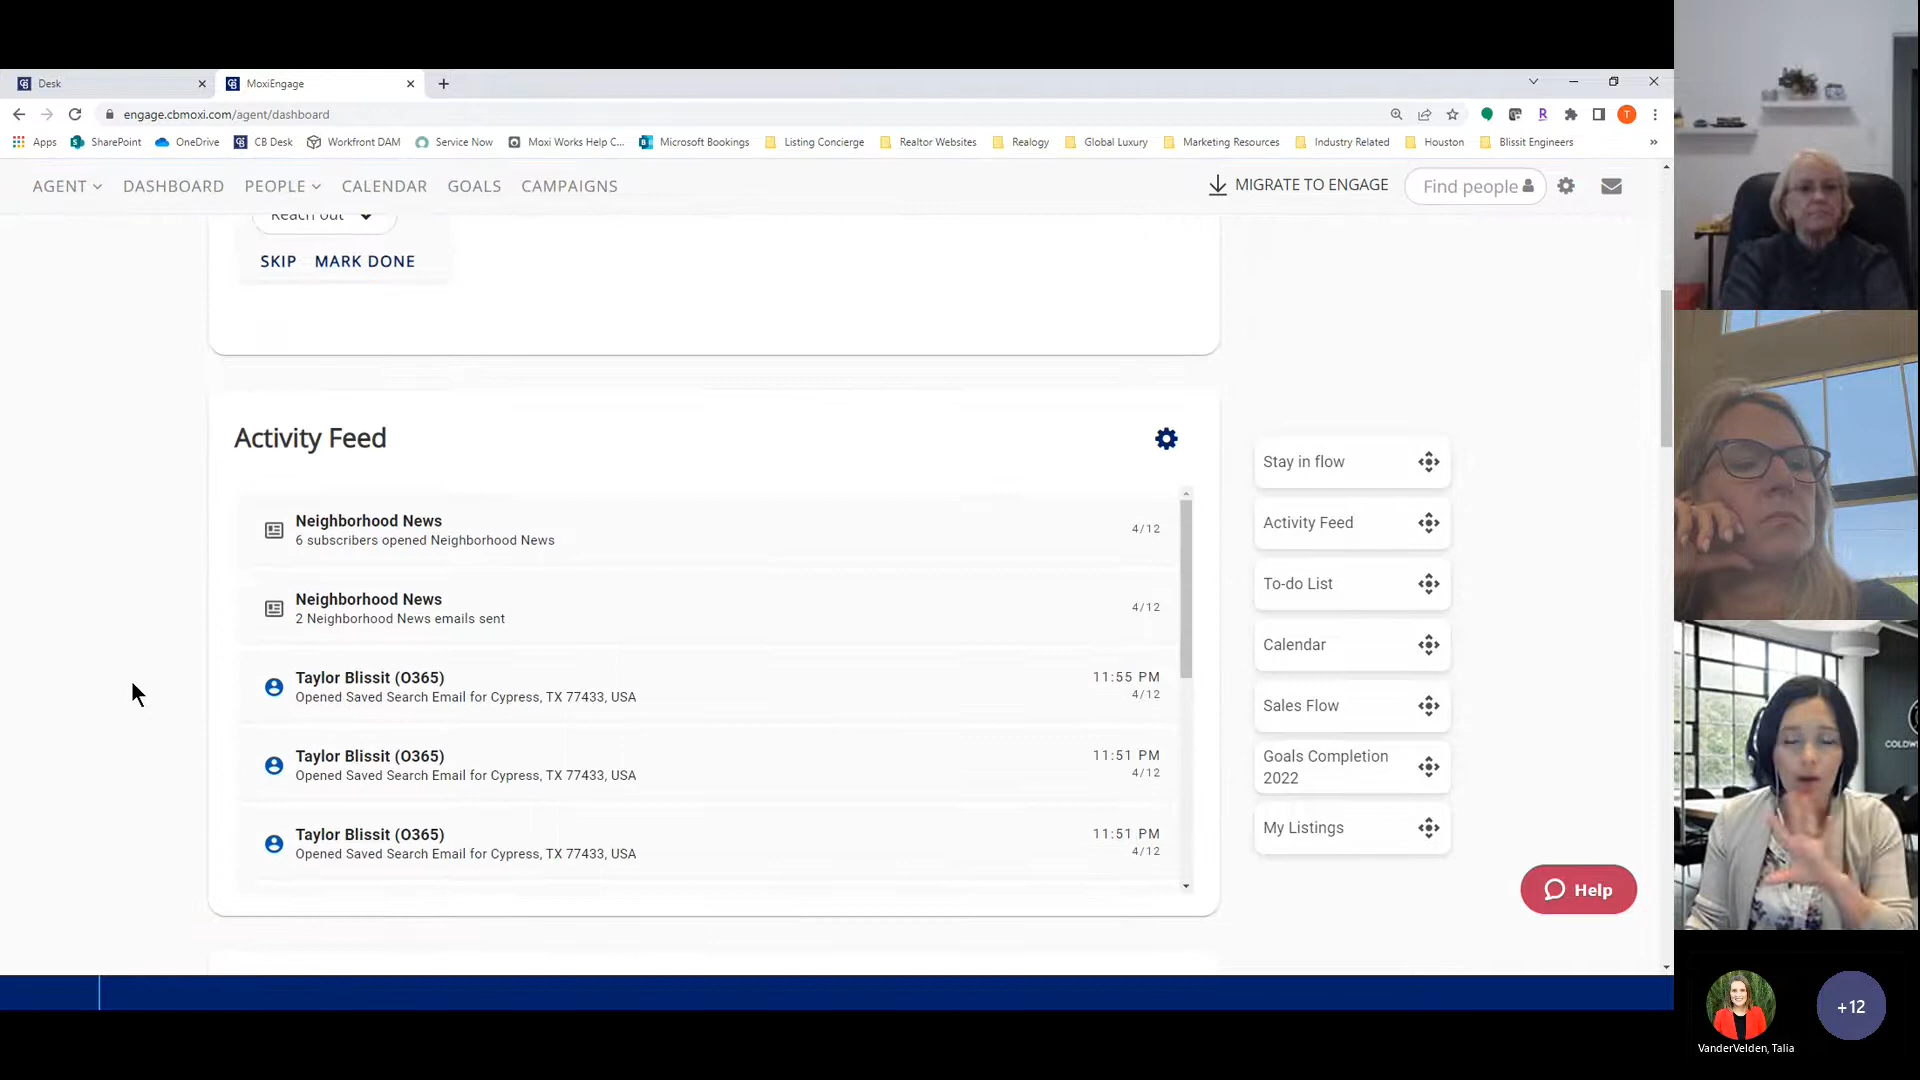 Desk
MoxiEngage
engage.cbmoxi.com/agent/dashboard
T
Apps
SharePoint
OneDrive
CB Desk
Workfront DAM
Service Now
Moxi Works Help C...
Microsoft Bookings
Listing Concierge
Realtor Websites
Realogy
Global Luxury
Marketing Resources
Industry Related
Houston
Blissit Engineers
»
AGENT
DASHBOARD
PEOPLE
CALENDAR
GOALS
CAMPAIGNS
MIGRATE TO ENGAGE
Find people
Reach out
SKIP MARK DONE
Activity Feed
Neighborhood News
6 subscribers opened Neighborhood News
4/12
Neighborhood News
2 Neighborhood News emails sent
4/12
Taylor Blissit (O365)
Opened Saved Search Email for Cypress, TX 77433, USA
11:55 PM
4/12
Taylor Blissit (O365)
Opened Saved Search Email for Cypress, TX 77433, USA
11:51 PM
4/12
Taylor Blissit (O365)
Opened Saved Search Email for Cypress, TX 77433, USA
11:51 PM
4/12
Stay in flow
Activity Feed
To-do List
Calendar
Sales Flow
Goals Completion
2022
My Listings
Help
COLDW
+12
VanderVelden, Talia